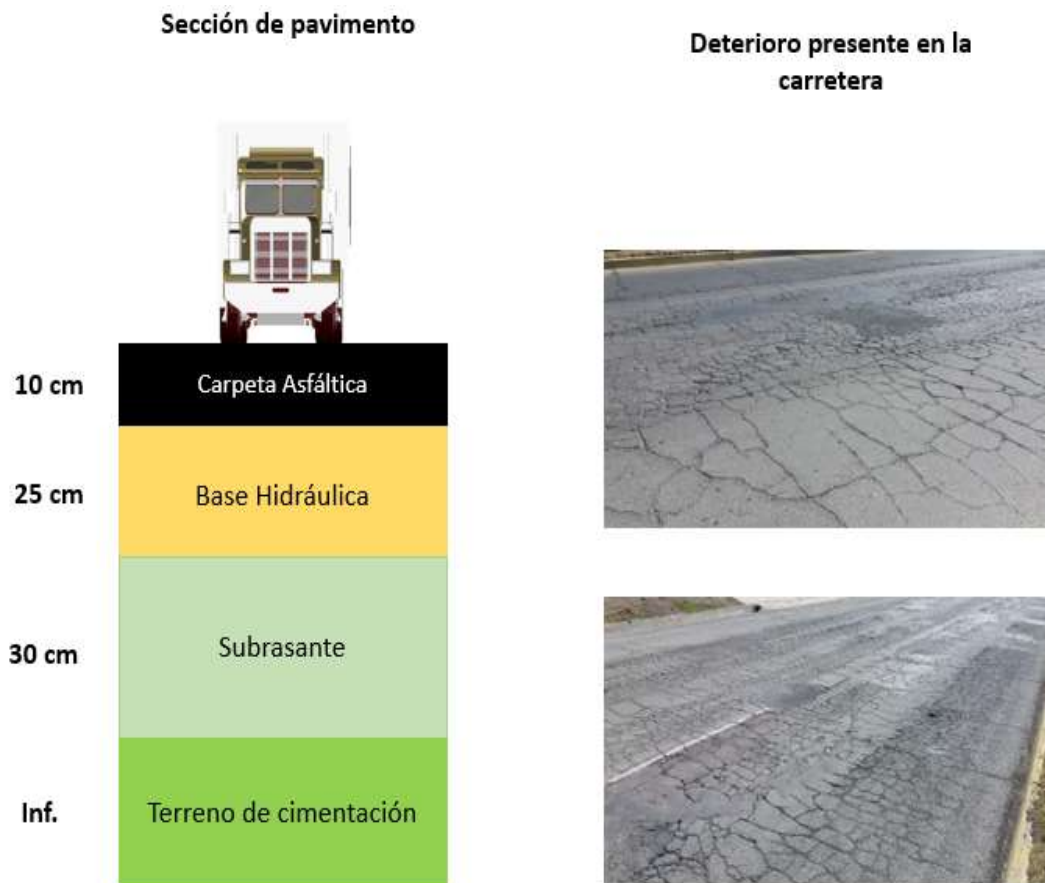 Sección de pavimento
Deterioro presente en la
carretera
10 cm
Carpeta Asfáltica
25 cm
Base Hidráulica
30 cm
Subrasante
Inf.
Terreno de cimentación